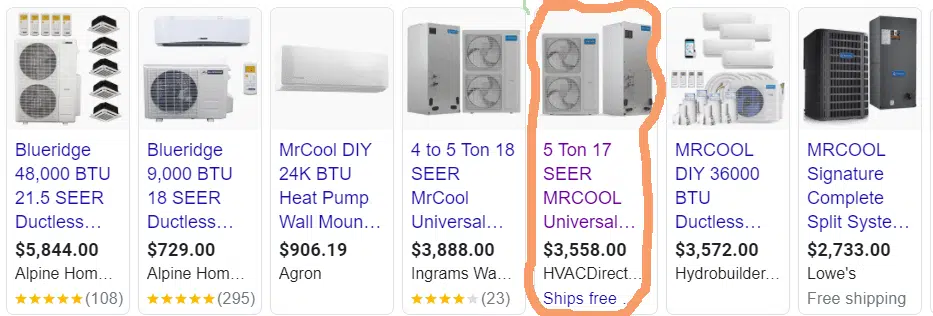 Blueridge
48,000 BTU
21.5 SEER
Ductless…
$5,844.00
Alpine Hom…
(108)
Blueridge
9,000 BTU
18 SEER
Ductless…
$729.00
Alpine Hom…
(295)
MrCool DIY
24K BTU
Heat Pump
Wall Moun…
$906.19
Agron
4 to 5 Ton 18
SEER
MrCool
Universal…
$3,888.00
Ingrams Wa…
(23)
5 Ton 17
SEER
MRCOOL
Universal…
$3,558.00
HVACDirect…
Ships free
MRCOOL
DIY 36000
BTU
Ductless…
$3,572.00
Hydrobuilder…
MRCOOL
Signature
Complete
Split Syste…
$2,733.00
Lowe's
Free shipping